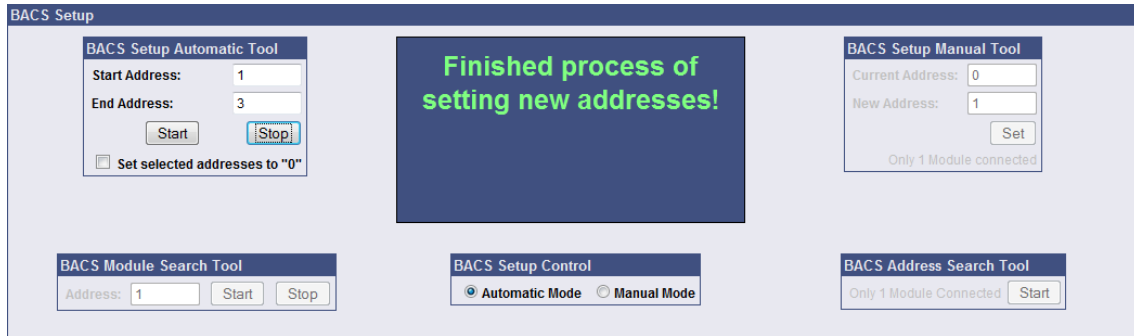 BACS Setup
BACS Setup Automatic Tool
Start Address: 1
End Address: 3
Start Stop
Set selected addresses to "0"
Finished process of
setting new addresses!
BACS Setup Manual Tool
Current Address: 0
New Address: 1
Set
Only 1 Module connected
BACS Module Search Tool
Address: 1 Start Stop
BACS Setup Control
Automatic Mode Manual Mode
BACS Address Search Tool
Only 1 Module Connected Start